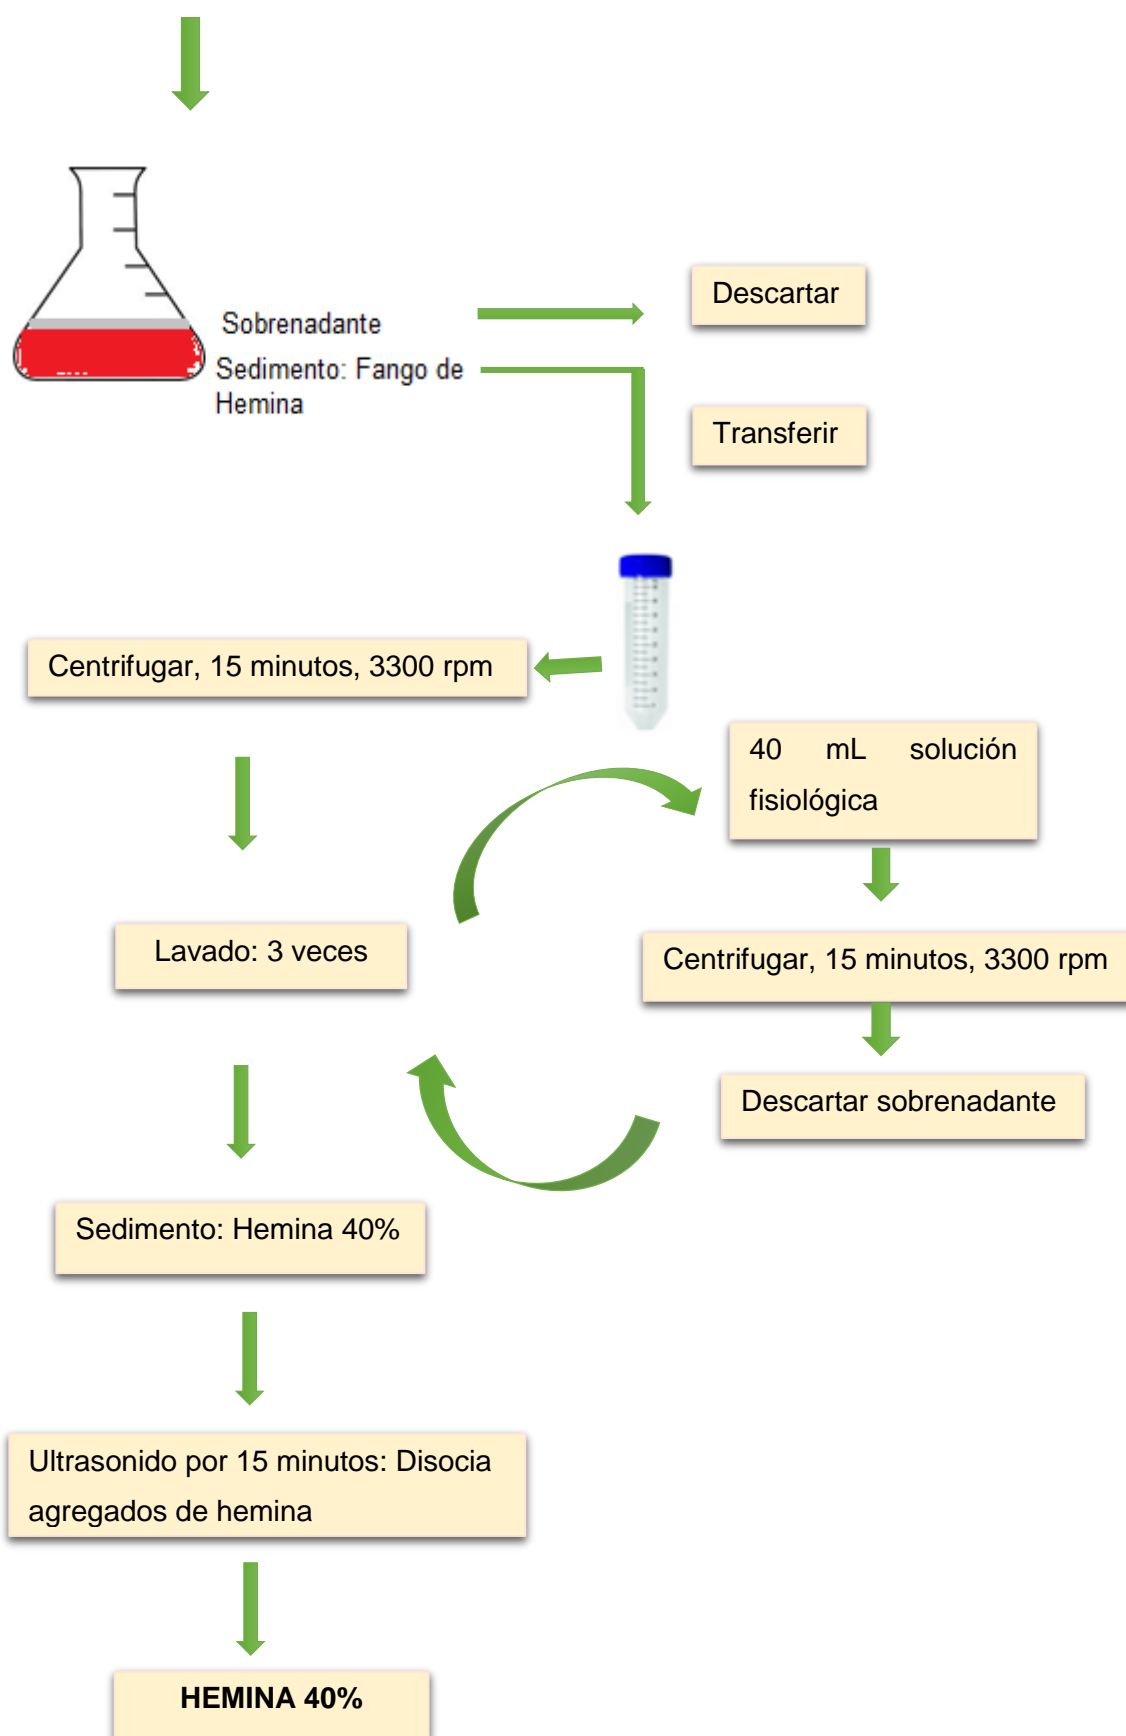 Sobrenadante
Descartar
Sedimento: Fango de
Hemina
Transferir
Centrifugar, 15 minutos, 3300 rpm
40 mL solución
fisiológica
Lavado: 3 veces
Centrifugar, 15 minutos, 3300 rpm
Descartar sobrenadante
Sedimento: Hemina 40%
Ultrasonido por 15 minutos: Disocia
agregados de hemina
HEMINA 40%